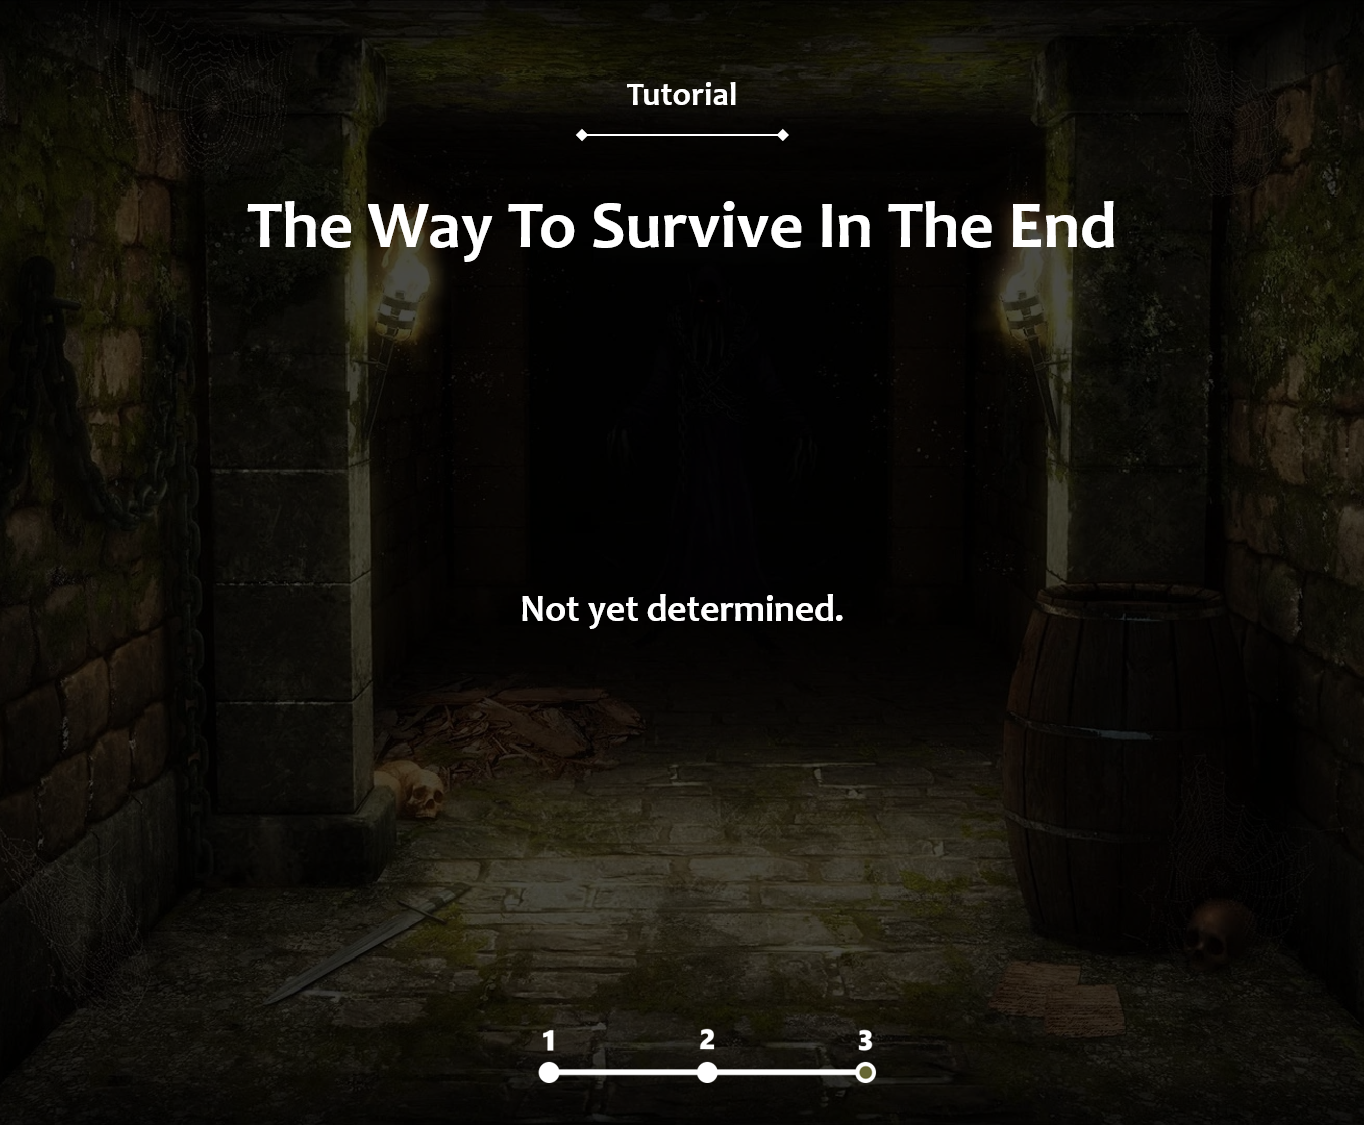 Tutorial
The Way To Survive In The End
Not yet determined.
1 2 3